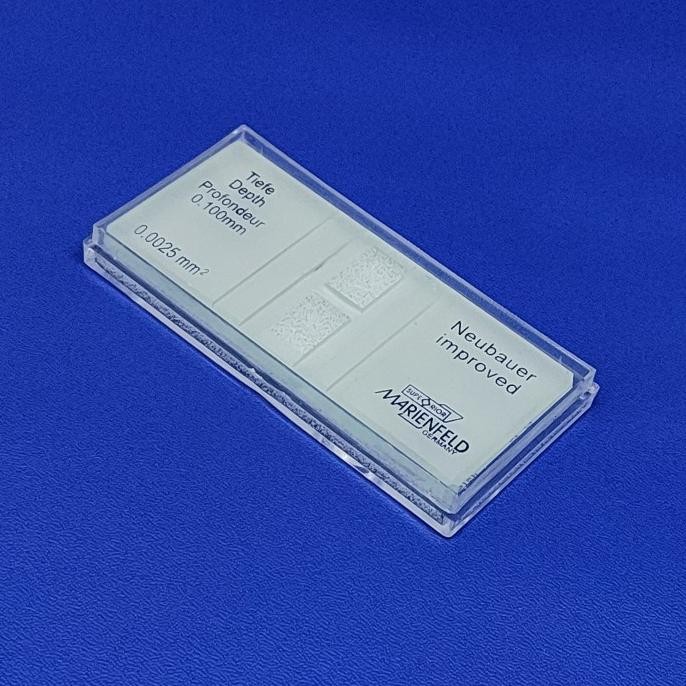 Tiefe
Depth
Profondeur
0.100mm
0.0025 mm²
Neubauer
improved
SUPERIOR
MARIENFELD
GERMANY